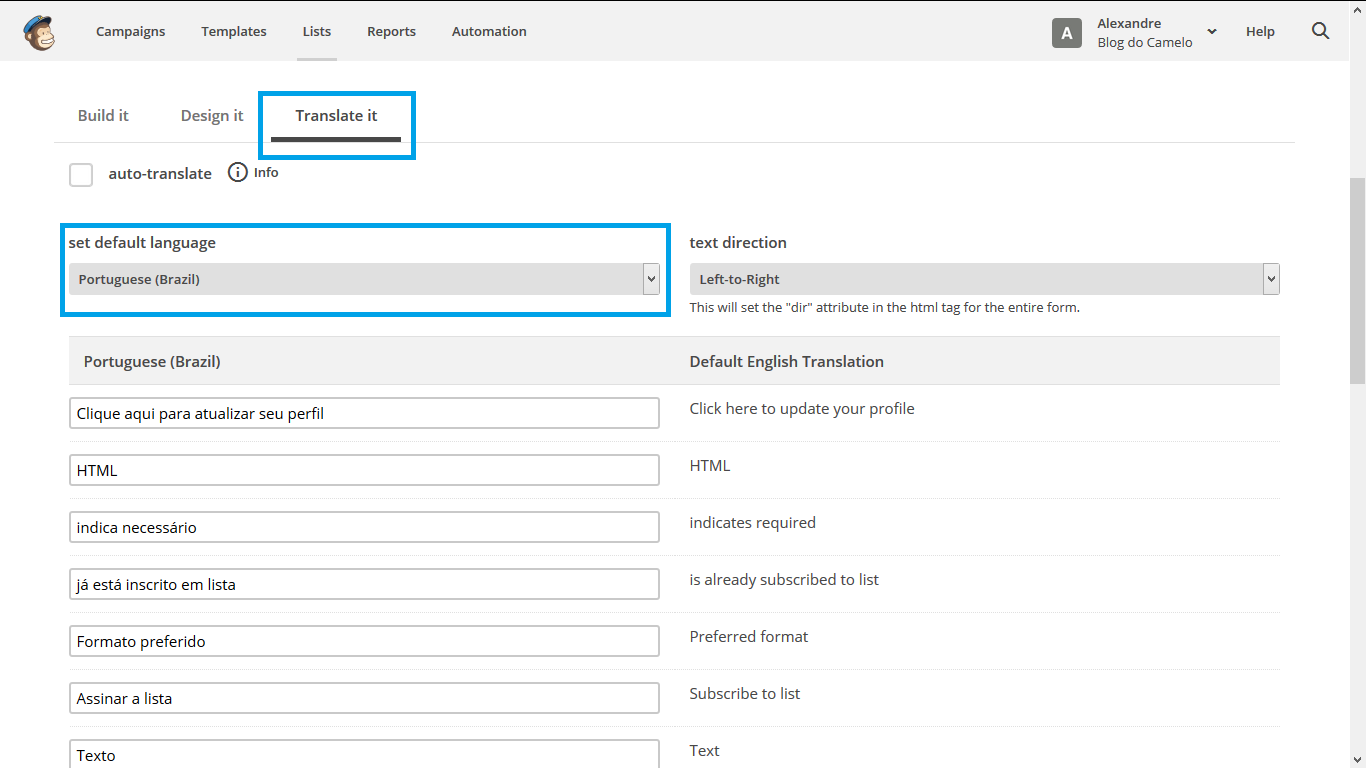 Campaigns Templates Lists Reports Automation
A
Alexandre
Blog do Camelo
Help
Build it Design it Translate it
auto-translate Info
set default language
Portuguese (Brazil)
text direction
Left-to-Right
This will set the "dir" attribute in the html tag for the entire form.
Portuguese (Brazil) Default English Translation
Clique aqui para atualizar seu perfil Click here to update your profile
HTML HTML
indica necessário indicates required
já está inscrito em lista is already subscribed to list
Formato preferido Preferred format
Assinar a lista Subscribe to list
Texto Text